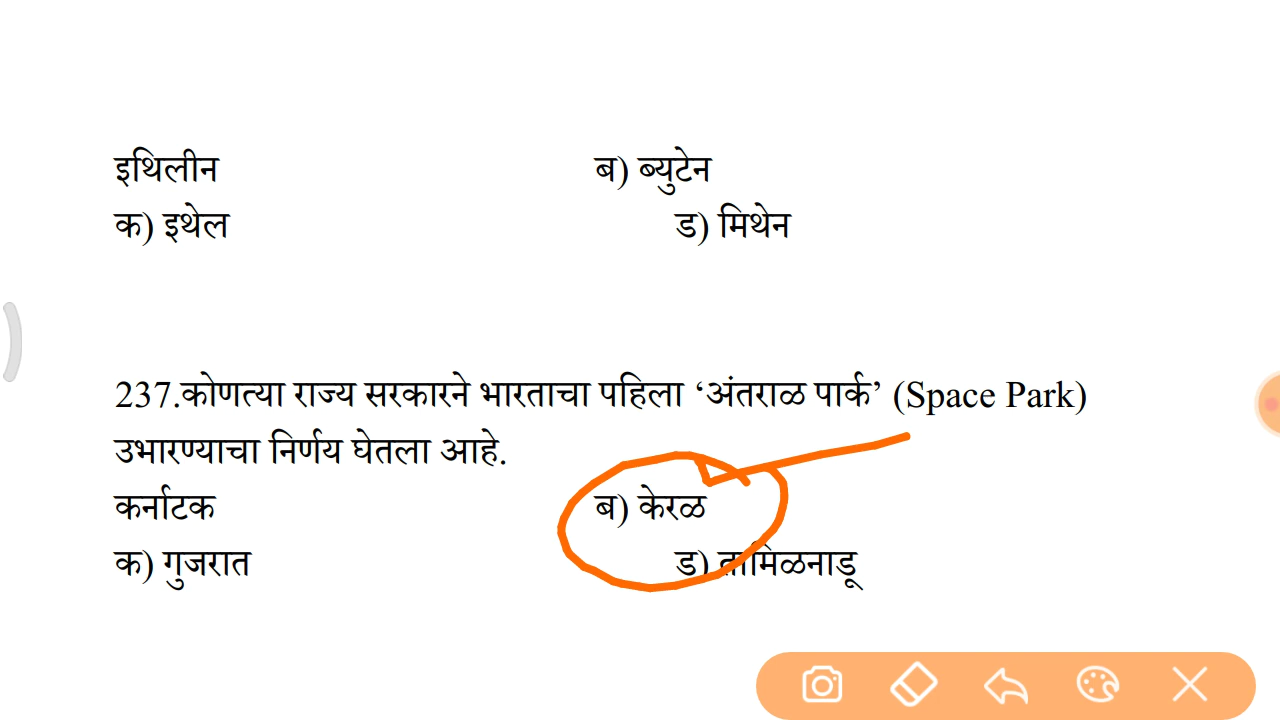 इथिलीन ब) ब्युटेन
क) इथेल ड) मिथेन
237.कोणत्या राज्य सरकारने भारताचा पहिला ‘अंतराळ पार्क’ (Space Park)
उभारण्याचा निर्णय घेतला आहे.
कर्नाटक ब) केरळ
क) गुजरात ड) तामिळनाडू